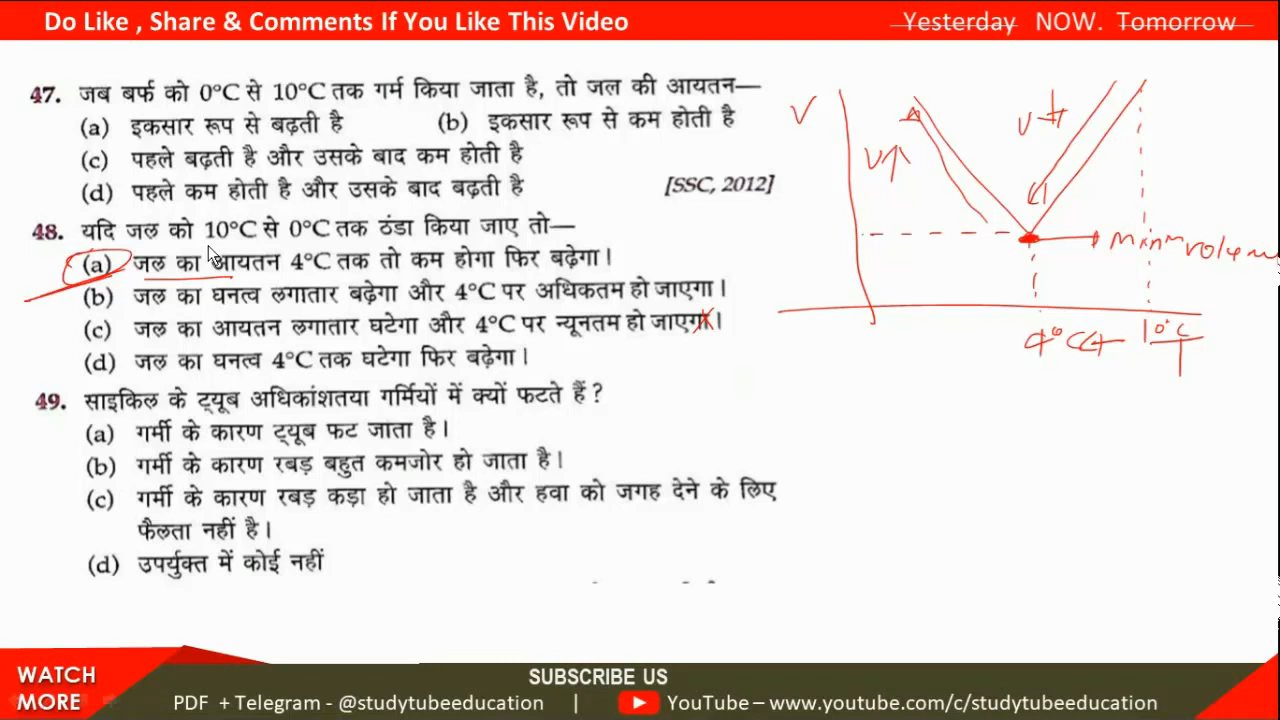 Do Like , Share & Comments If You Like This Video
Yesterday NOW. Tomorrow
47. जब बर्फ को 0°C से 10°C तक गर्म किया जाता है, तो जल की आयतन—
(a) इकसार रूप से बढ़ती है (b) इकसार रूप से कम होती है
(c) पहले बढ़ती है और उसके बाद कम होती है
(d) पहले कम होती है और उसके बाद बढ़ती है [SSC, 2012]
48. यदि जल को 10°C से 0°C तक ठंडा किया जाए तो—
(a) जल का आयतन 4°C तक तो कम होगा फिर बढ़ेगा।
(b) जल का घनत्व लगातार बढ़ेगा और 4°C पर अधिकतम हो जाएगा।
(c) जल का आयतन लगातार घटेगा और 4°C पर न्यूनतम हो जाएगा।
(d) जल का घनत्व 4°C तक घटेगा फिर बढ़ेगा।
49. साइकिल के ट्यूब अधिकांशतया गर्मियों में क्यों फटते हैं?
(a) गर्मी के कारण ट्यूब फट जाता है।
(b) गर्मी के कारण रबड़ बहुत कमजोर हो जाता है।
(c) गर्मी के कारण रबड़ कड़ा हो जाता है और हवा को जगह देने के लिए
फैलता नहीं है।
(d) उपर्युक्त में कोई नहीं
V
V↑
V↓
4°C
10°C
WATCH
MORE
SUBSCRIBE US
PDF + Telegram - @studytubeeducation | YouTube – www.youtube.com/c/studytubeeducation